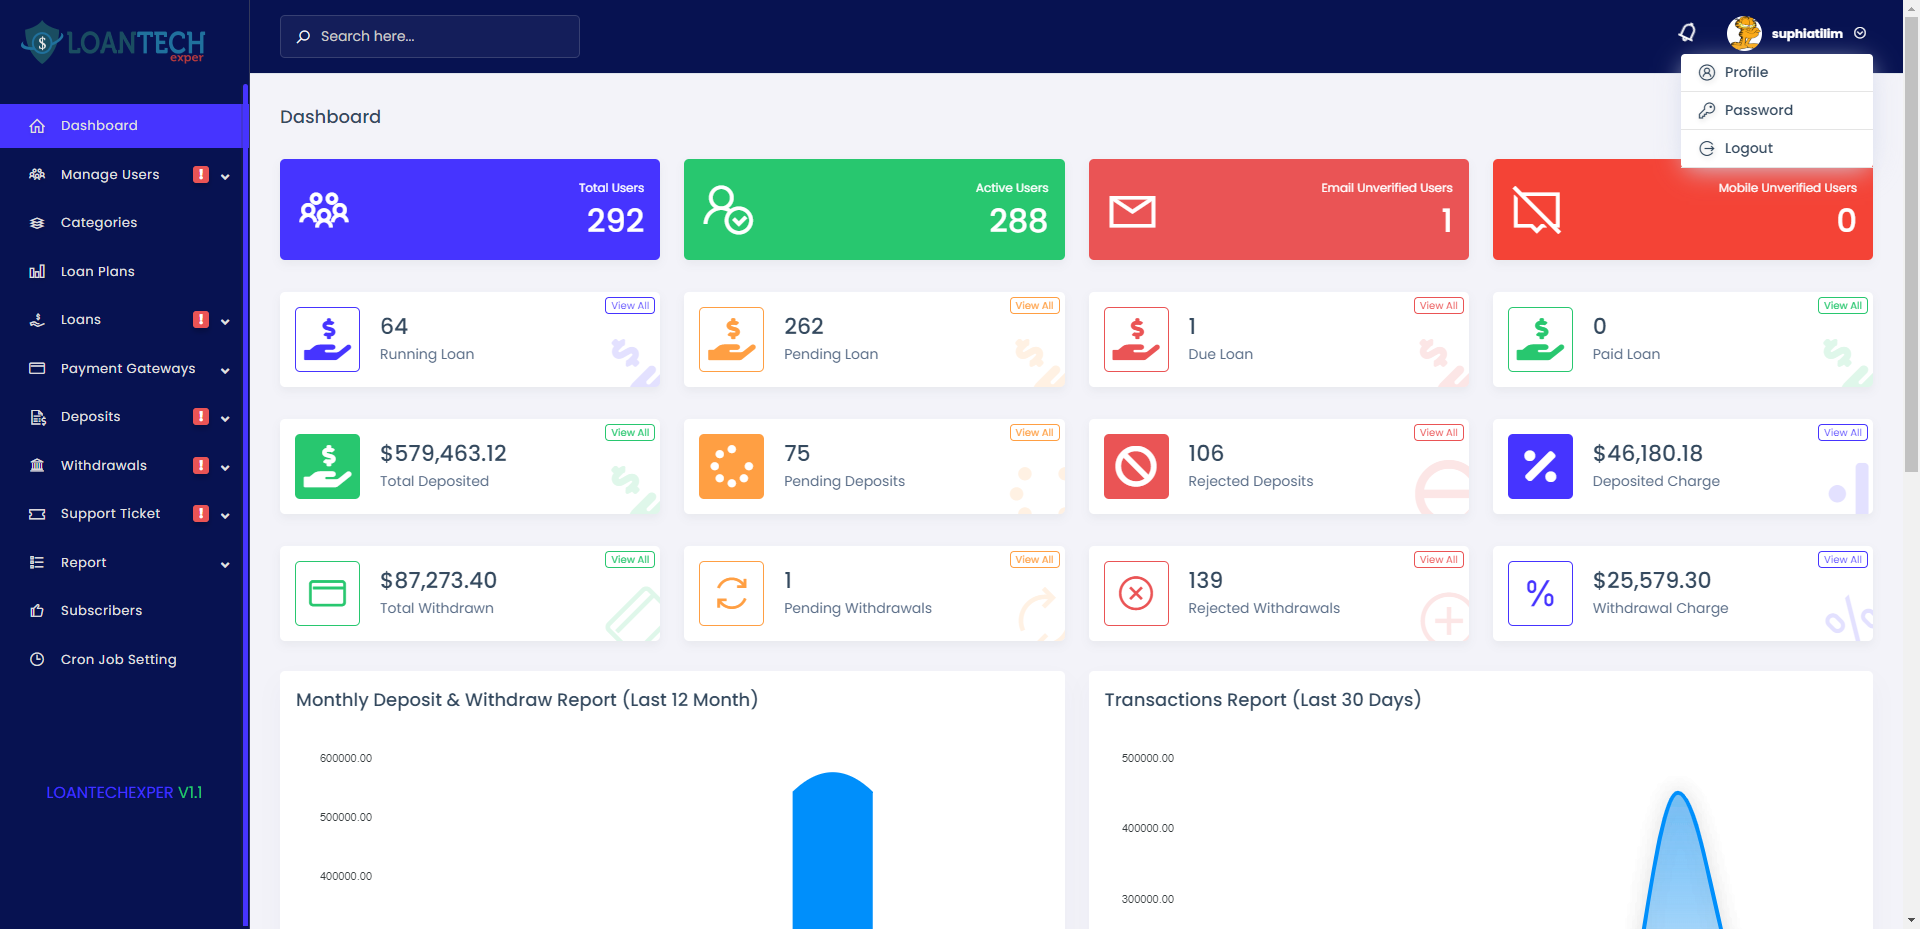 LOANTECH
exper
Search here...
suphiatilim
Profile
Password
Logout
Dashboard
Manage Users
Categories
Loan Plans
Loans
Payment Gateways
Deposits
Withdrawals
Support Ticket
Report
Subscribers
Cron Job Setting
LOANTECHEXPER V1.1
Dashboard
Total Users
292
Active Users
288
Email Unverified Users
1
Mobile Unverified Users
0
View All
64
Running Loan
View All
262
Pending Loan
View All
1
Due Loan
View All
0
Paid Loan
View All
$579,463.12
Total Deposited
View All
75
Pending Deposits
View All
106
Rejected Deposits
View All
$46,180.18
Deposited Charge
View All
$87,273.40
Total Withdrawn
View All
1
Pending Withdrawals
View All
139
Rejected Withdrawals
View All
$25,579.30
Withdrawal Charge
Monthly Deposit & Withdraw Report (Last 12 Month)
600000.00
500000.00
400000.00
Transactions Report (Last 30 Days)
500000.00
400000.00
300000.00